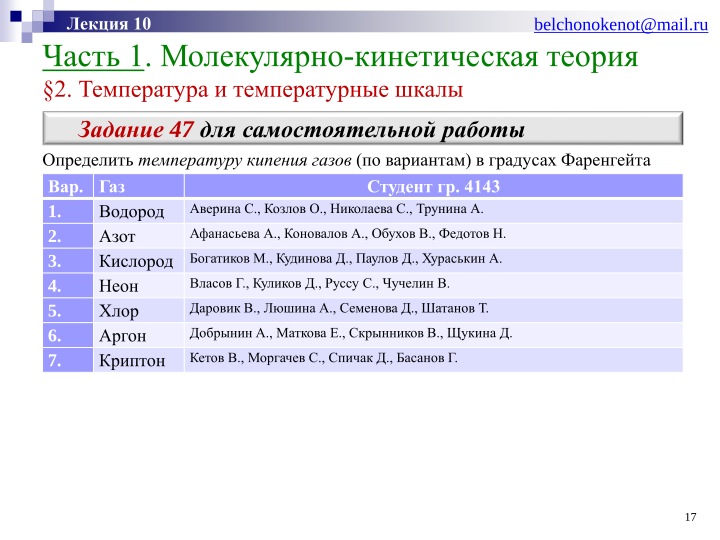 Лекция 10
belchonokenot@mail.ru
Часть 1. Молекулярно-кинетическая теория
§2. Температура и температурные шкалы
Задание 47 для самостоятельной работы
Определить температуру кипения газов (по вариантам) в градусах Фаренгейта
Вар. Газ Студент гр. 4143
1. Водород Аверина С., Козлов О., Николаева С., Трунина А.
2. Азот Афанасьева А., Коновалов А., Обухов В., Федотов Н.
3. Кислород Богатиков М., Кудинова Д., Паулов Д., Хураськин А.
4. Неон Власов Г., Куликов Д., Руссу С., Чучелин В.
5. Хлор Даровик В., Люшина А., Семенова Д., Шатанов Т.
6. Аргон Добрынин А., Маткова Е., Скрынников В., Щукина Д.
7. Криптон Кетов В., Моргачев С., Спичак Д., Басанов Г.
17